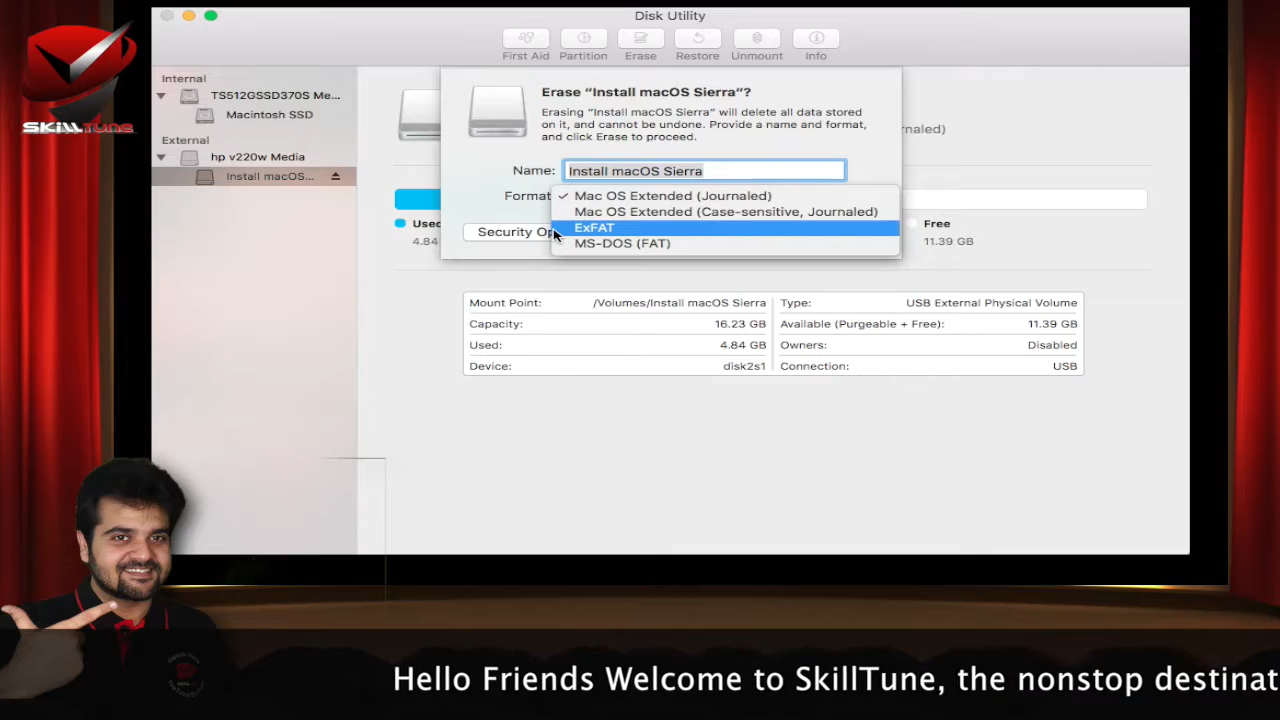 Disk Utility
First Aid
Partition
Erase
Restore
Unmount
Info
SKILLTUNE
Internal
TS512GSSD370S Me...
Macintosh SSD
External
hp v220w Media
Install macOS...
Erase “Install macOS Sierra”?
Erasing “Install macOS Sierra” will delete all data stored
on it, and cannot be undone. Provide a name and format,
and click Erase to proceed.
Name: Install macOS Sierra
Format
✓ Mac OS Extended (Journaled)
Mac OS Extended (Case-sensitive, Journaled)
ExFAT
MS-DOS (FAT)
Security Op
naled)
Used
4.84
Free
11.39 GB
Mount Point: /Volumes/Install macOS Sierra
Capacity: 16.23 GB
Used: 4.84 GB
Device: disk2s1
Type: USB External Physical Volume
Available (Purgeable + Free): 11.39 GB
Owners: Disabled
Connection: USB
Hello Friends Welcome to SkillTune, the nonstop destinat